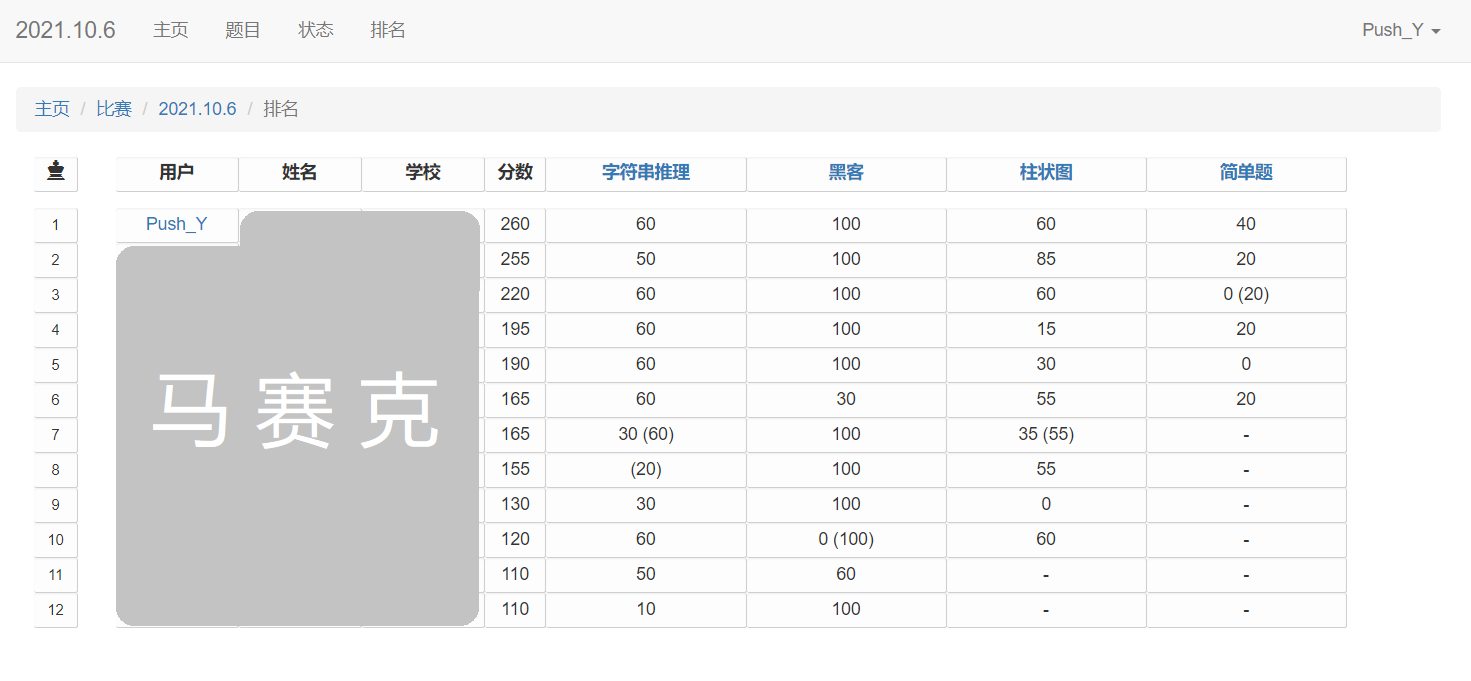 2021.10.6 主页 题目 状态 排名 Push_Y
主页 / 比赛 / 2021.10.6 / 排名
用户 姓名 学校 分数 字符串推理 黑客 柱状图 简单题
1 Push_Y 260 60 100 60 40
2 255 50 100 85 20
3 220 60 100 60 0 (20)
4 195 60 100 15 20
5 190 60 100 30 0
6 165 60 30 55 20
7 165 30 (60) 100 35 (55) -
8 155 (20) 100 55 -
9 130 30 100 0 -
10 120 60 0 (100) 60 -
11 110 50 60 - -
12 110 10 100 - -
马赛克